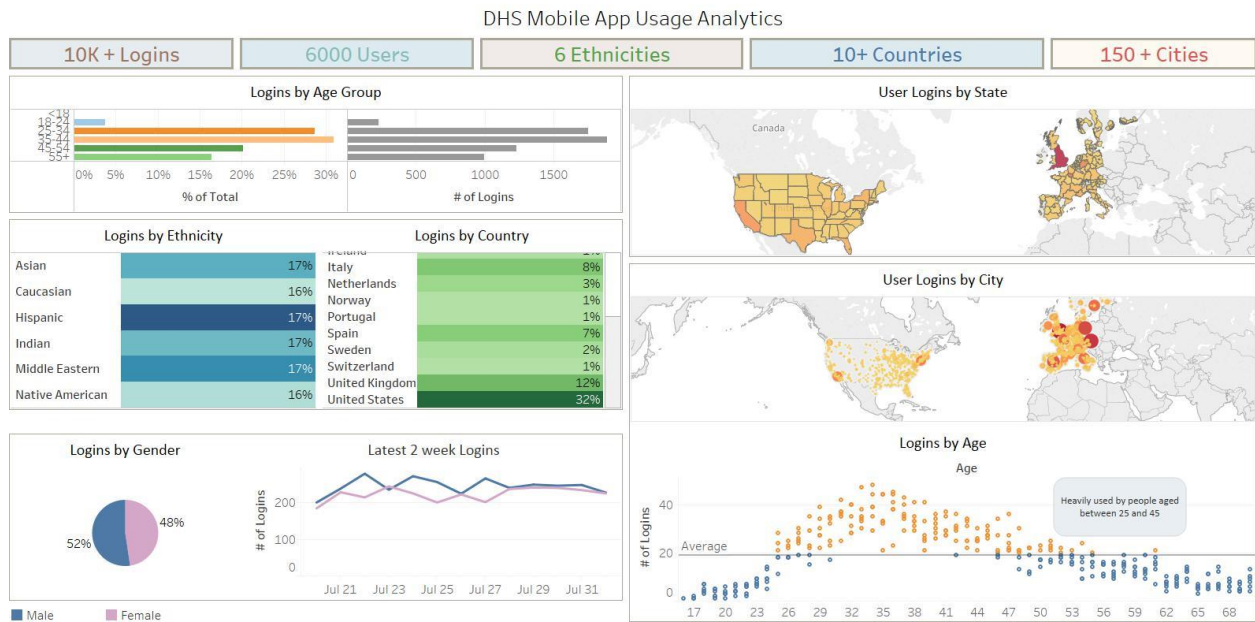 DHS Mobile App Usage Analytics
10K + Logins
6000 Users
6 Ethnicities
10+ Countries
150 + Cities
Logins by Age Group
<18
18-24
25-34
35-44
45-54
55+
0% 5% 10% 15% 20% 25% 30%
% of Total
0 500 1000 1500
# of Logins
Logins by Ethnicity
Asian 17%
Caucasian 16%
Hispanic 17%
Indian 17%
Middle Eastern 17%
Native American 16%
Logins by Country
Ireland 1%
Italy 8%
Netherlands 3%
Norway 1%
Portugal 1%
Spain 7%
Sweden 2%
Switzerland 1%
United Kingdom 12%
United States 32%
Logins by Gender
52%
48%
Male
Female
Latest 2 week Logins
# of Logins
200
100
0
Jul 21 Jul 23 Jul 25 Jul 27 Jul 29 Jul 31
User Logins by State
Canada
User Logins by City
Logins by Age
Age
Heavily used by people aged
between 25 and 45
# of Logins
40
Average
20
0
17 20 23 26 29 32 35 38 41 44 47 50 53 56 59 62 65 68